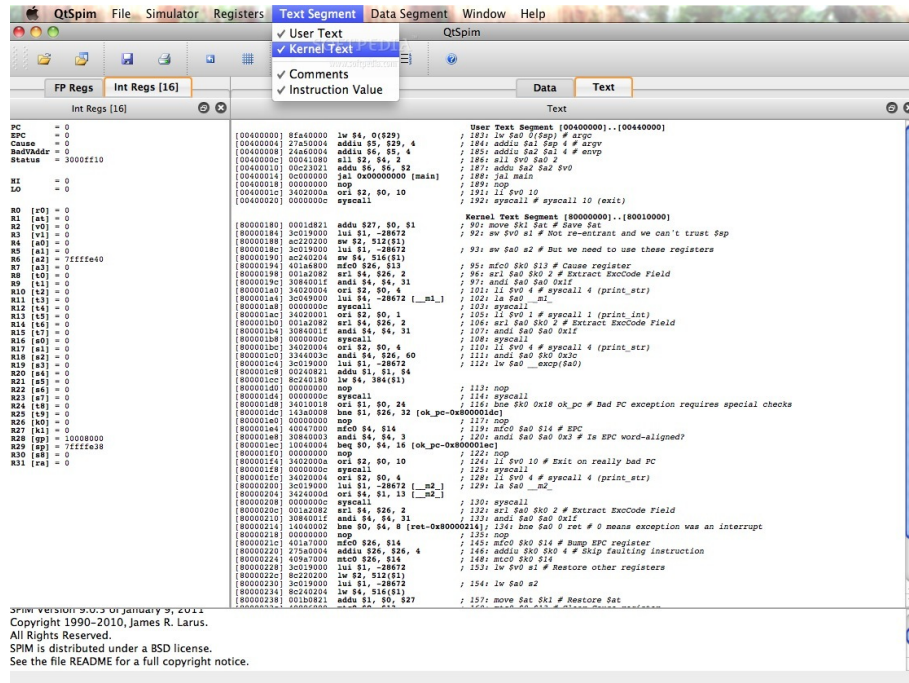 QtSpim File Simulator Registers Text Segment Data Segment Window Help
✓ User Text
✓ Kernel Text
✓ Comments
✓ Instruction Value
QtSpim
SOFTPEDIA
FP Regs Int Regs [16]
Data Text
Int Regs [16]
Text
PC = 0
EPC = 0
Cause = 0
BadVAddr = 0
Status = 3000ff10
HI = 0
LO = 0
R0 [r0] = 0
R1 [at] = 0
R2 [v0] = 0
R3 [v1] = 0
R4 [a0] = 0
R5 [a1] = 0
R6 [a2] = 7ffffe40
R7 [a3] = 0
R8 [t0] = 0
R9 [t1] = 0
R10 [t2] = 0
R11 [t3] = 0
R12 [t4] = 0
R13 [t5] = 0
R14 [t6] = 0
R15 [t7] = 0
R16 [s0] = 0
R17 [s1] = 0
R18 [s2] = 0
R19 [s3] = 0
R20 [s4] = 0
R21 [s5] = 0
R22 [s6] = 0
R23 [s7] = 0
R24 [t8] = 0
R25 [t9] = 0
R26 [k0] = 0
R27 [k1] = 0
R28 [gp] = 10008000
R29 [sp] = 7ffffe38
R30 [s8] = 0
R31 [ra] = 0
User Text Segment [00400000]..[00440000]
[00400000] 8fa40000 lw $4, 0($29) ; 183: lw $a0 0($sp) # argc
[00400004] 27a50004 addiu $5, $29, 4 ; 184: addiu $a1 $sp 4 # argv
[00400008] 24a60004 addiu $6, $5, 4 ; 185: addiu $a2 $a1 4 # envp
[0040000c] 00041080 sll $2, $4, 2 ; 186: sll $v0 $a0 2
[00400010] 00c23021 addu $6, $6, $2 ; 187: addu $a2 $a2 $v0
[00400014] 0c000000 jal 0x00000000 [main] ; 188: jal main
[00400018] 00000000 nop ; 189: nop
[0040001c] 3402000a ori $2, $0, 10 ; 191: li $v0 10
[00400020] 0000000c syscall ; 192: syscall # syscall 10 (exit)
Kernel Text Segment [80000000]..[80010000]
[80000180] 0001d821 addu $27, $0, $1 ; 90: move $k1 $at # Save $at
[80000184] 3c019000 lui $1, -28672 ; 92: sw $v0 s1 # Not re-entrant and we can't trust $sp
[80000188] ac220200 sw $2, 512($1)
[8000018c] 3c019000 lui $1, -28672 ; 93: sw $a0 s2 # But we need to use these registers
[80000190] ac240204 sw $4, 516($1)
[80000194] 401a6800 mfc0 $26, $13 ; 95: mfc0 $k0 $13 # Cause register
[80000198] 001a2082 srl $4, $26, 2 ; 96: srl $a0 $k0 2 # Extract ExcCode Field
[8000019c] 3084001f andi $4, $4, 31 ; 97: andi $a0 $a0 0x1f
[800001a0] 34020004 ori $2, $0, 4 ; 101: li $v0 4 # syscall 4 (print_str)
[800001a4] 3c049000 lui $4, -28672 [__m1_] ; 102: la $a0 __m1_
[800001a8] 0000000c syscall ; 103: syscall
[800001ac] 34020001 ori $2, $0, 1 ; 105: li $v0 1 # syscall 1 (print_int)
[800001b0] 001a2082 srl $4, $26, 2 ; 106: srl $a0 $k0 2 # Extract ExcCode Field
[800001b4] 3084001f andi $4, $4, 31 ; 107: andi $a0 $a0 0x1f
[800001b8] 0000000c syscall ; 108: syscall
[800001bc] 34020004 ori $2, $0, 4 ; 110: li $v0 4 # syscall 4 (print_str)
[800001c0] 3344003c andi $4, $26, 60 ; 111: andi $a0 $k0 0x3c
[800001c4] 3c019000 lui $1, -28672 ; 112: lw $a0 __excp($a0)
[800001c8] 00240821 addu $1, $1, $4
[800001cc] 8c240180 lw $4, 384($1)
[800001d0] 00000000 nop ; 113: nop
[800001d4] 0000000c syscall ; 114: syscall
[800001d8] 34010018 ori $1, $0, 24 ; 116: bne $k0 0x18 ok_pc # Bad PC exception requires special checks
[800001dc] 143a0008 bne $1, $26, 32 [ok_pc-0x800001dc]
[800001e0] 00000000 nop ; 117: nop
[800001e4] 40047000 mfc0 $4, $14 ; 119: mfc0 $a0 $14 # EPC
[800001e8] 30840003 andi $4, $4, 3 ; 120: andi $a0 $a0 0x3 # Is EPC word-aligned?
[800001ec] 10040004 beq $0, $4, 16 [ok_pc-0x800001ec]
[800001f0] 00000000 nop ; 122: nop
[800001f4] 3402000a ori $2, $0, 10 ; 124: li $v0 10 # Exit on really bad PC
[800001f8] 0000000c syscall ; 125: syscall
[800001fc] 34020004 ori $2, $0, 4 ; 128: li $v0 4 # syscall 4 (print_str)
[80000200] 3c019000 lui $1, -28672 [__m2_] ; 129: la $a0 __m2_
[80000204] 3424000d ori $4, $1, 13 [__m2_]
[80000208] 0000000c syscall ; 130: syscall
[8000020c] 001a2082 srl $4, $26, 2 ; 132: srl $a0 $k0 2 # Extract ExcCode Field
[80000210] 3084001f andi $4, $4, 31 ; 133: andi $a0 $a0 0x1f
[80000214] 14040002 bne $0, $4, 8 [ret-0x80000214]; 134: bne $a0 0 ret # 0 means exception was an interrupt
[80000218] 00000000 nop ; 135: nop
[8000021c] 401a7000 mfc0 $26, $14 ; 145: mfc0 $k0 $14 # Bump EPC register
[80000220] 275a0004 addiu $26, $26, 4 ; 146: addiu $k0 $k0 4 # Skip faulting instruction
[80000224] 409a7000 mtc0 $26, $14 ; 148: mtc0 $k0 $14
[80000228] 3c019000 lui $1, -28672 ; 153: lw $v0 s1 # Restore other registers
[8000022c] 8c220200 lw $2, 512($1)
[80000230] 3c019000 lui $1, -28672 ; 154: lw $a0 s2
[80000234] 8c240204 lw $4, 516($1)
[80000238] 001b0821 addu $1, $0, $27 ; 157: move $at $k1 # Restore $at
SPIM Version 9.0.3 of January 9, 2011
Copyright 1990-2010, James R. Larus.
All Rights Reserved.
SPIM is distributed under a BSD license.
See the file README for a full copyright notice.